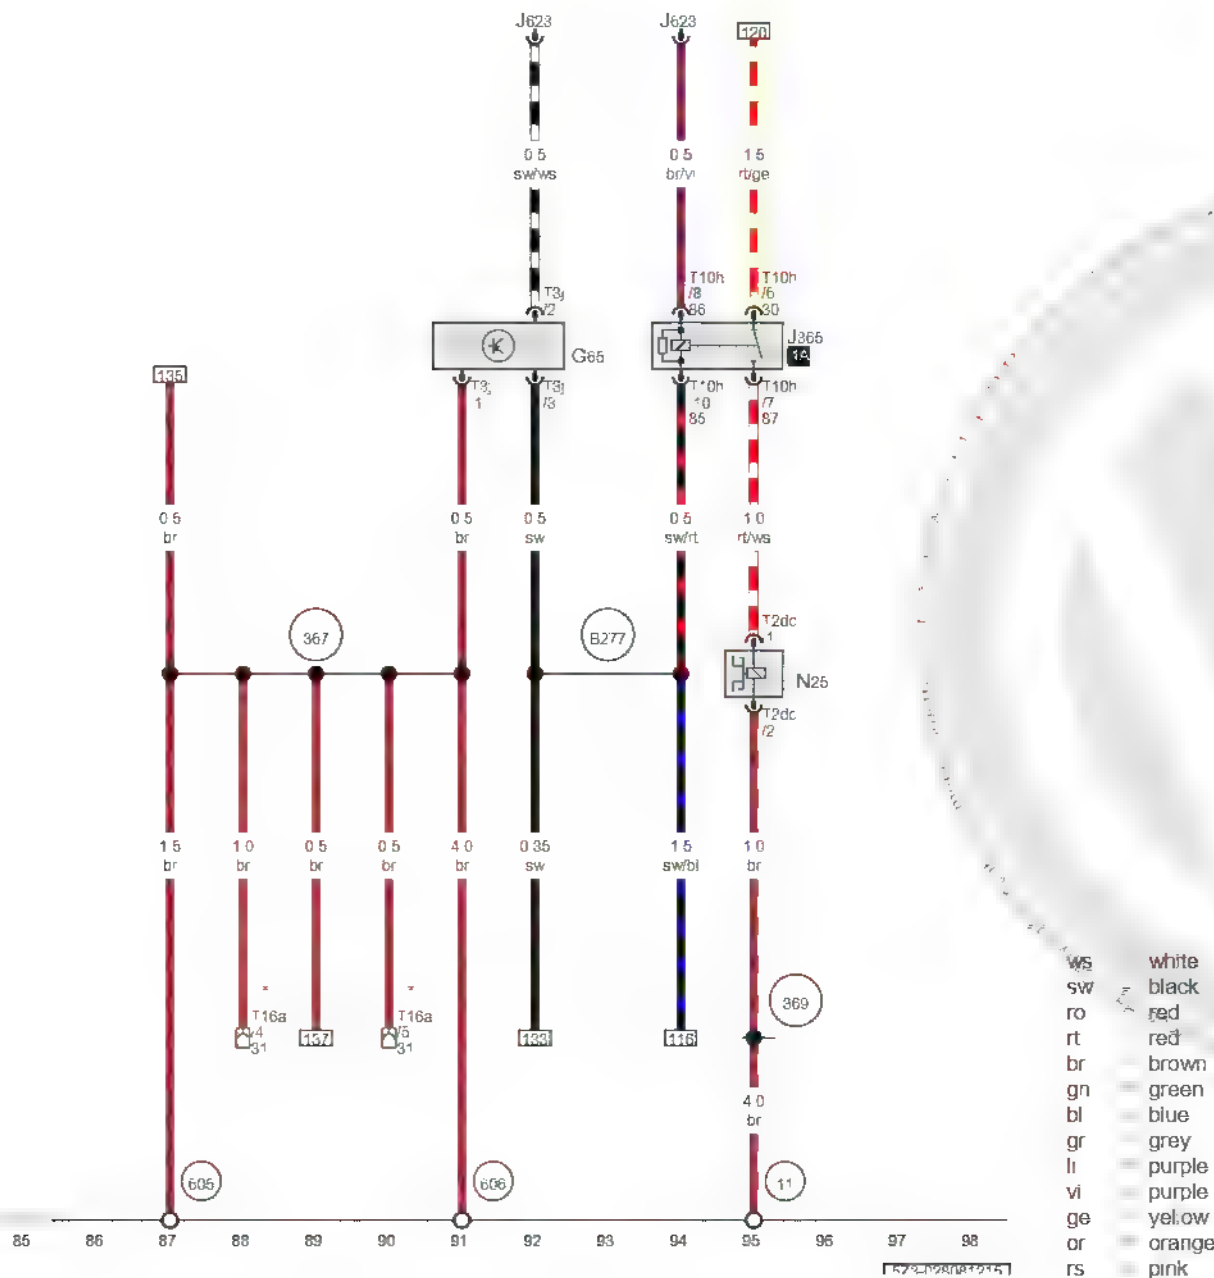 J623
J623
120
0.5
sw/ws
0.5
br/vi
1.5
rt/ge
T3j
/2
T10h
/8
86
T10h
/6
30
G65
J365
1A
135
T3j
1
T3j
/3
T10h
10
85
T10h
/7
87
0.5
br
0.5
br
0.5
sw
0.5
sw/rt
1.0
rt/ws
367
B277
T2dc
1
N25
T2dc
/2
1.5
br
1.0
br
0.5
br
0.5
br
4.0
br
0.35
sw
1.5
sw/bl
1.0
br
*
*
T16a
/4
31
137
T16a
/5
31
133
116
369
4.0
br
605
606
11
85 86 87 88 89 90 91 92 93 94 95 96 97 98
573-028081215
ws = white
sw = black
ro = red
rt = red
br = brown
gn = green
bl = blue
gr = grey
li = purple
vi = purple
ge = yellow
or = orange
rs = pink